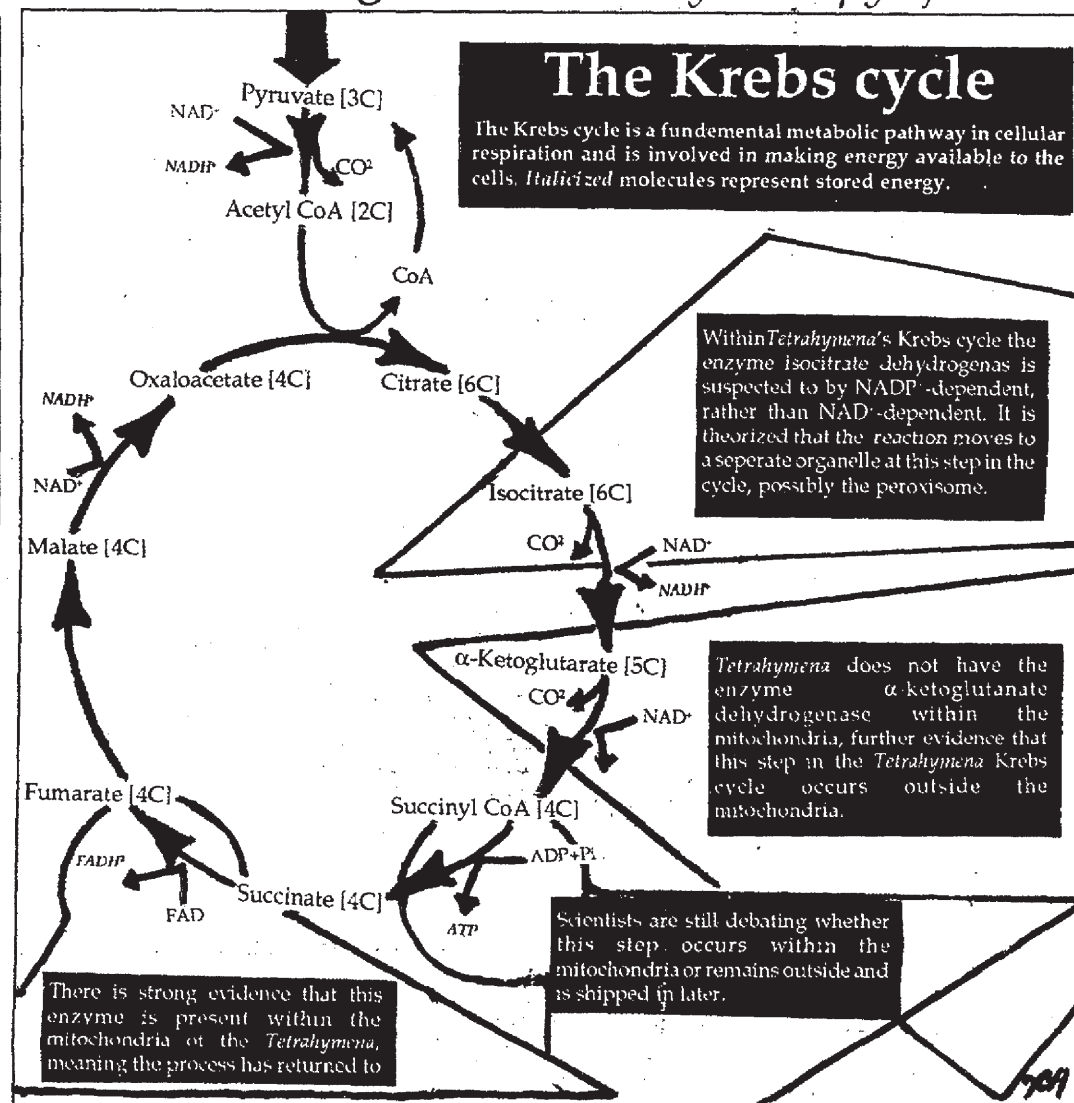 The Krebs cycle
The Krebs cycle is a fundemental metabolic pathway in cellular
respiration and is involved in making energy available to the
cells. Italicized molecules represent stored energy.
Pyruvate [3C]
NAD⁺
NADH⁺
CO²
Acetyl CoA [2C]
CoA
Oxaloacetate [4C]
Citrate [6C]
Within Tetrahymena's Krebs cycle the
enzyme isocitrate dehydrogenas is
suspected to by NADP⁺-dependent,
rather than NAD⁺-dependent. It is
theorized that the reaction moves to
a seperate organelle at this step in the
cycle, possibly the peroxisome.
NADH⁺
NAD⁺
Isocitrate [6C]
Malate [4C]
CO²
NAD⁺
NADH⁺
α-Ketoglutarate [5C]
CO²
NAD⁺
Tetrahymena does not have the
enzyme α-ketoglutanate
dehydrogenase within the
mitochondria, further evidence that
this step in the Tetrahymena Krebs
cycle occurs outside the
mitochondria.
Fumarate [4C]
Succinyl CoA [4C]
FADH²
FAD
Succinate [4C]
ADP+Pi
ATP
Scientists are still debating whether
this step occurs within the
mitochondria or remains outside and
is shipped in later.
There is strong evidence that this
enzyme is present within the
mitochondria of the Tetrahymena,
meaning the process has returned to